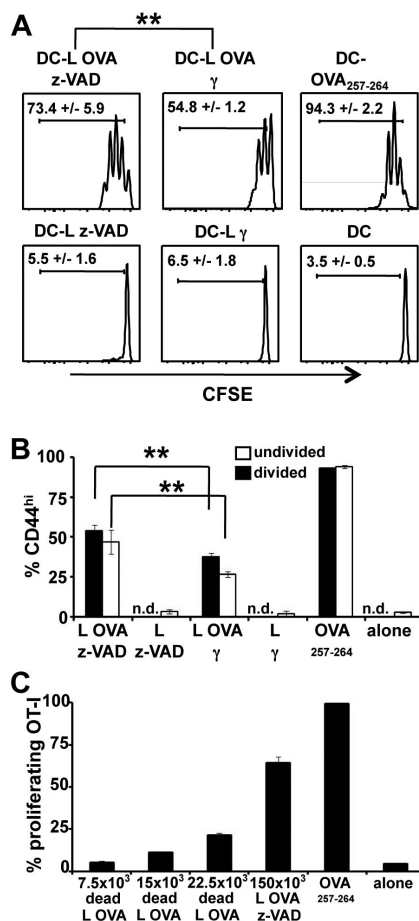 A
**
DC-L OVA z-VAD
DC-L OVA γ
DC-OVA257-264
73.4 +/- 5.9
54.8 +/- 1.2
94.3 +/- 2.2
DC-L z-VAD
DC-L γ
DC
5.5 +/- 1.6
6.5 +/- 1.8
3.5 +/- 0.5
CFSE
B
% CD44hi
100
75
50
25
0
**
**
undivided
divided
n.d.
n.d.
n.d.
L OVA z-VAD
L z-VAD
L OVA γ
L γ
OVA 257-264
alone
C
% proliferating OT-I
100
75
50
25
0
7.5x10³ dead L OVA
15x10³ dead L OVA
22.5x10³ dead L OVA
150x10³ L OVA z-VAD
OVA 257-264
alone